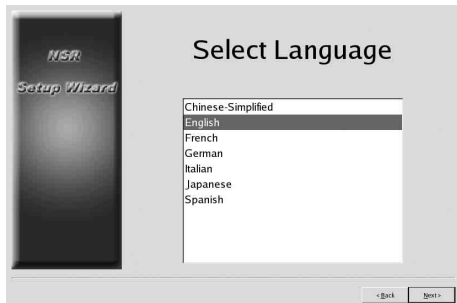 NSR
Setup Wizard
Select Language
Chinese-Simplified
English
French
German
Italian
Japanese
Spanish
< Back
Next >